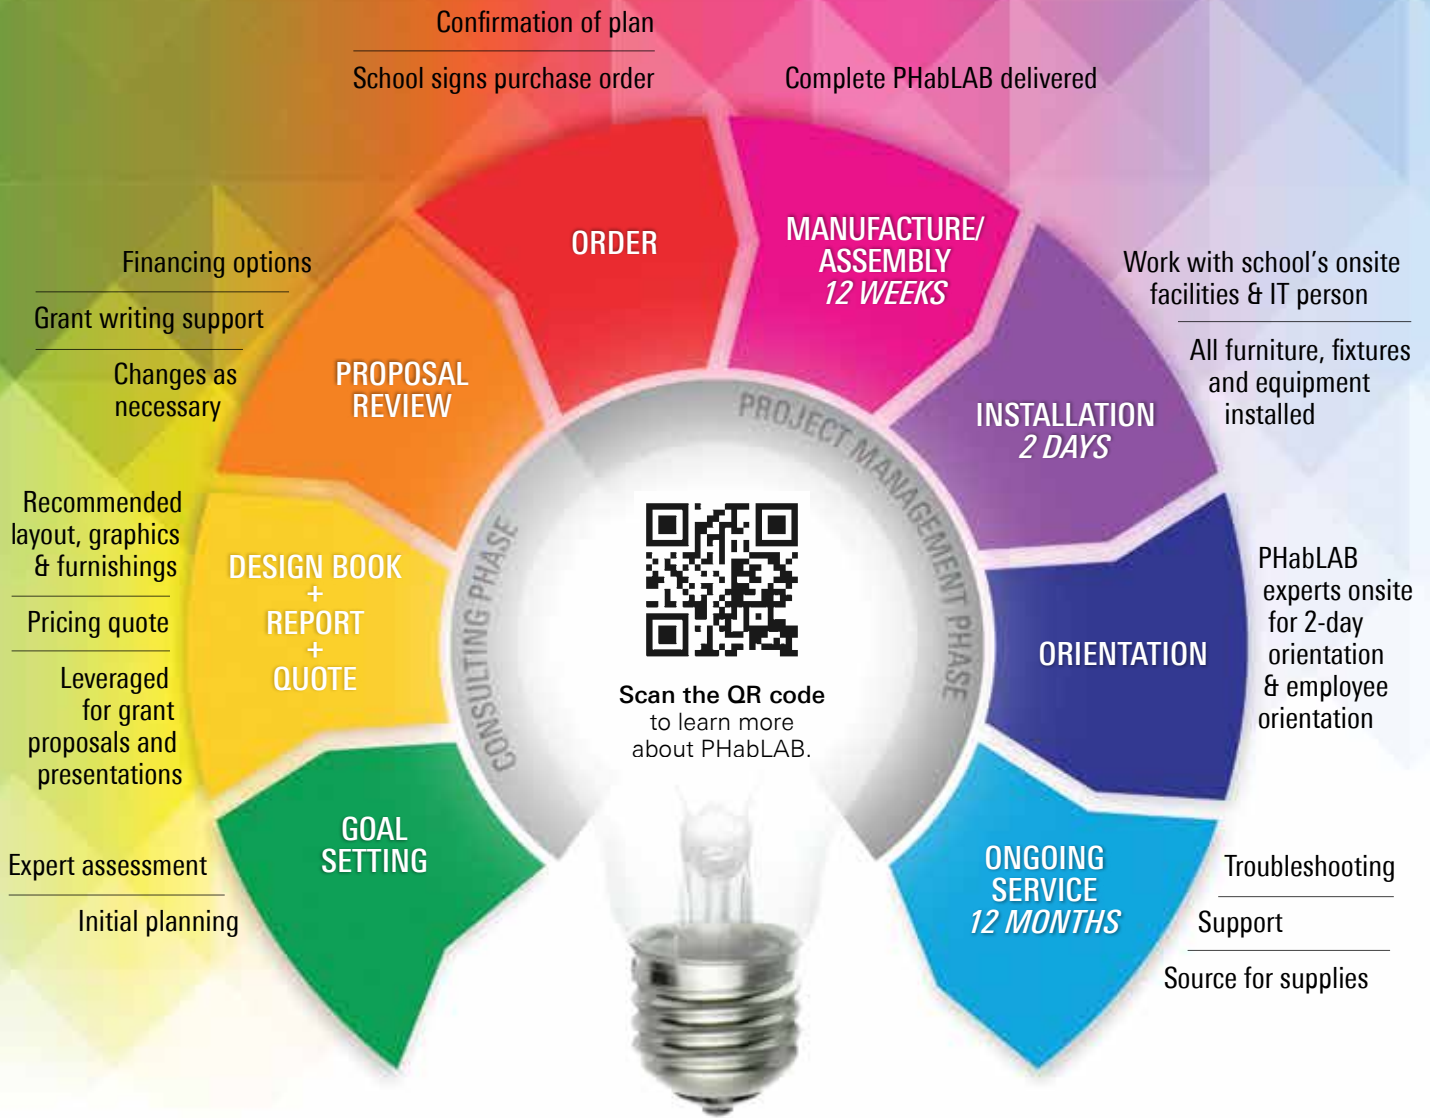 Confirmation of plan
School signs purchase order
Complete PHabLAB delivered
ORDER
MANUFACTURE/
ASSEMBLY
12 WEEKS
Financing options
Grant writing support
Changes as
necessary
PROPOSAL
REVIEW
Work with school's onsite
facilities & IT person
All furniture, fixtures
and equipment
installed
INSTALLATION
2 DAYS
Recommended
layout, graphics
& furnishings
Pricing quote
Leveraged
for grant
proposals and
presentations
DESIGN BOOK
+
REPORT
+
QUOTE
CONSULTING PHASE
PROJECT MANAGEMENT PHASE
Scan the QR code
to learn more
about PHabLAB.
ORIENTATION
PHabLAB
experts onsite
for 2-day
orientation
& employee
orientation
GOAL
SETTING
Expert assessment
Initial planning
ONGOING
SERVICE
12 MONTHS
Troubleshooting
Support
Source for supplies